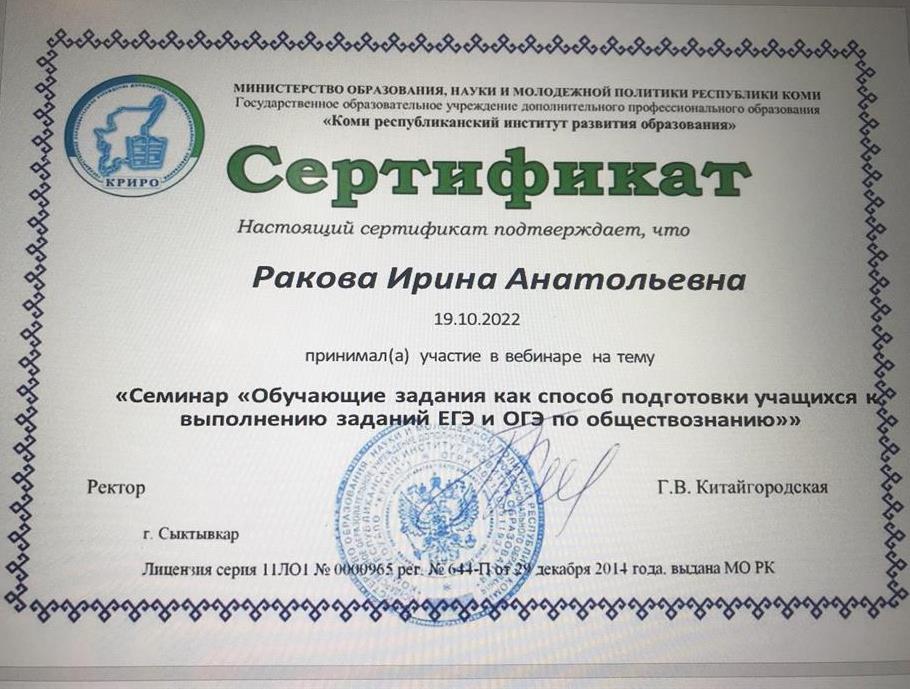 МИНИСТЕРСТВО ОБРАЗОВАНИЯ, НАУКИ И МОЛОДЕЖНОЙ ПОЛИТИКИ РЕСПУБЛИКИ КОМИ
Государственное образовательное учреждение дополнительного профессионального образования
«Коми республиканский институт развития образования»
КРИРО
Сертификат
Настоящий сертификат подтверждает, что
Ракова Ирина Анатольевна
19.10.2022
принимал(а) участие в вебинаре на тему
«Семинар «Обучающие задания как способ подготовки учащихся к
выполнению заданий ЕГЭ и ОГЭ по обществознанию»»
Ректор
Г.В. Китайгородская
г. Сыктывкар
Лицензия серия 11ЛО1 № 0000965 рег. № 644-П от 29 декабря 2014 года, выдана МО РК